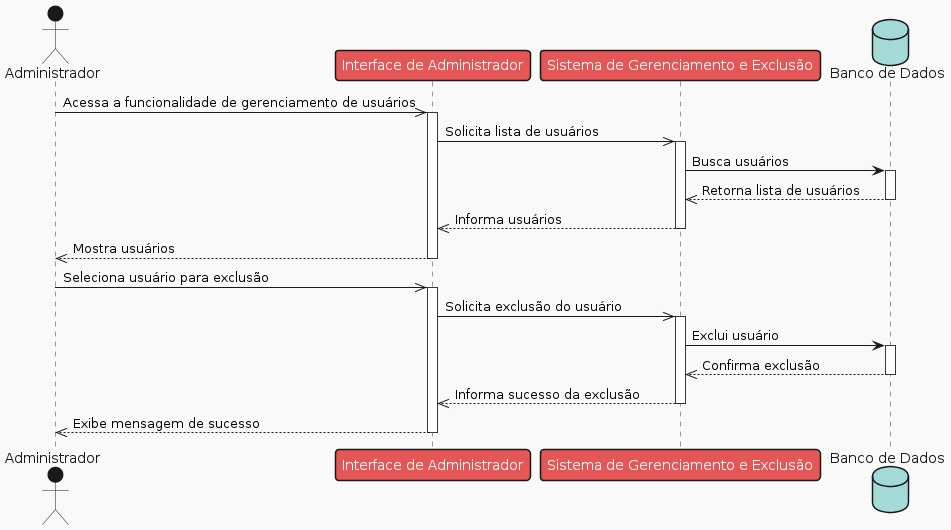 Administrador
Interface de Administrador
Sistema de Gerenciamento e Exclusão
Banco de Dados
Acessa a funcionalidade de gerenciamento de usuários
Solicita lista de usuários
Busca usuários
Retorna lista de usuários
Informa usuários
Mostra usuários
Seleciona usuário para exclusão
Solicita exclusão do usuário
Exclui usuário
Confirma exclusão
Informa sucesso da exclusão
Exibe mensagem de sucesso
Administrador
Interface de Administrador
Sistema de Gerenciamento e Exclusão
Banco de Dados